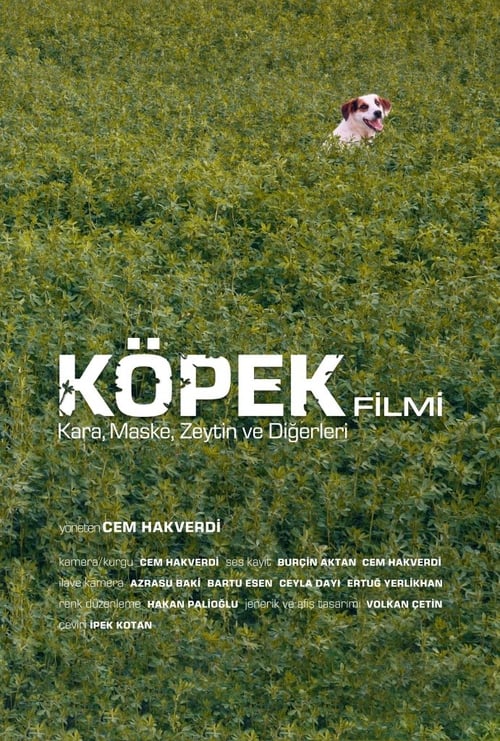 KÖPEK FİLMİ
Kara, Maske, Zeytin ve Diğerleri
yöneten CEM HAKVERDİ
kamera/kurgu CEM HAKVERDİ ses kayıt BURÇİN AKTAN CEM HAKVERDİ
ilave kamera AZRASU BAKİ BARTU ESEN CEYLA DAYI ERTUĞ YERLİKHAN
renk düzenleme HAKAN PALİOĞLU jenerik ve afiş tasarımı VOLKAN ÇETİN
çeviri İPEK KOTAN